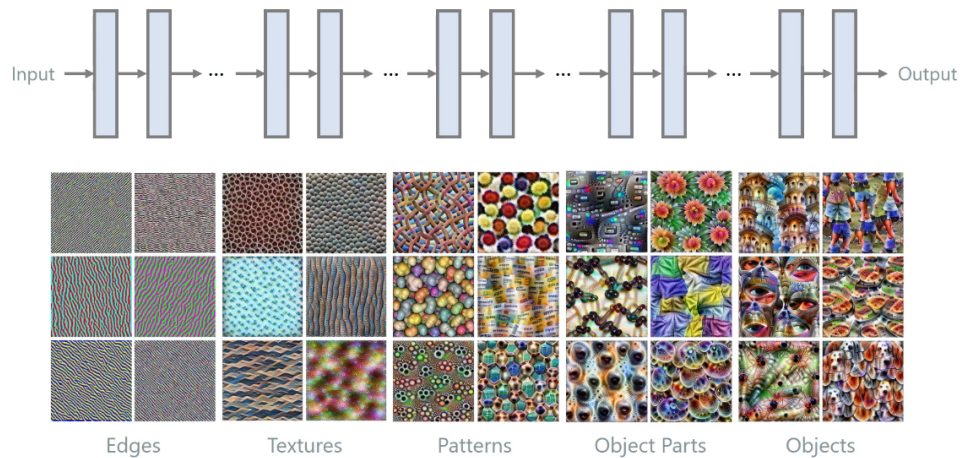 Input
...
...
...
...
Output
Edges
Textures
Patterns
Object Parts
Objects